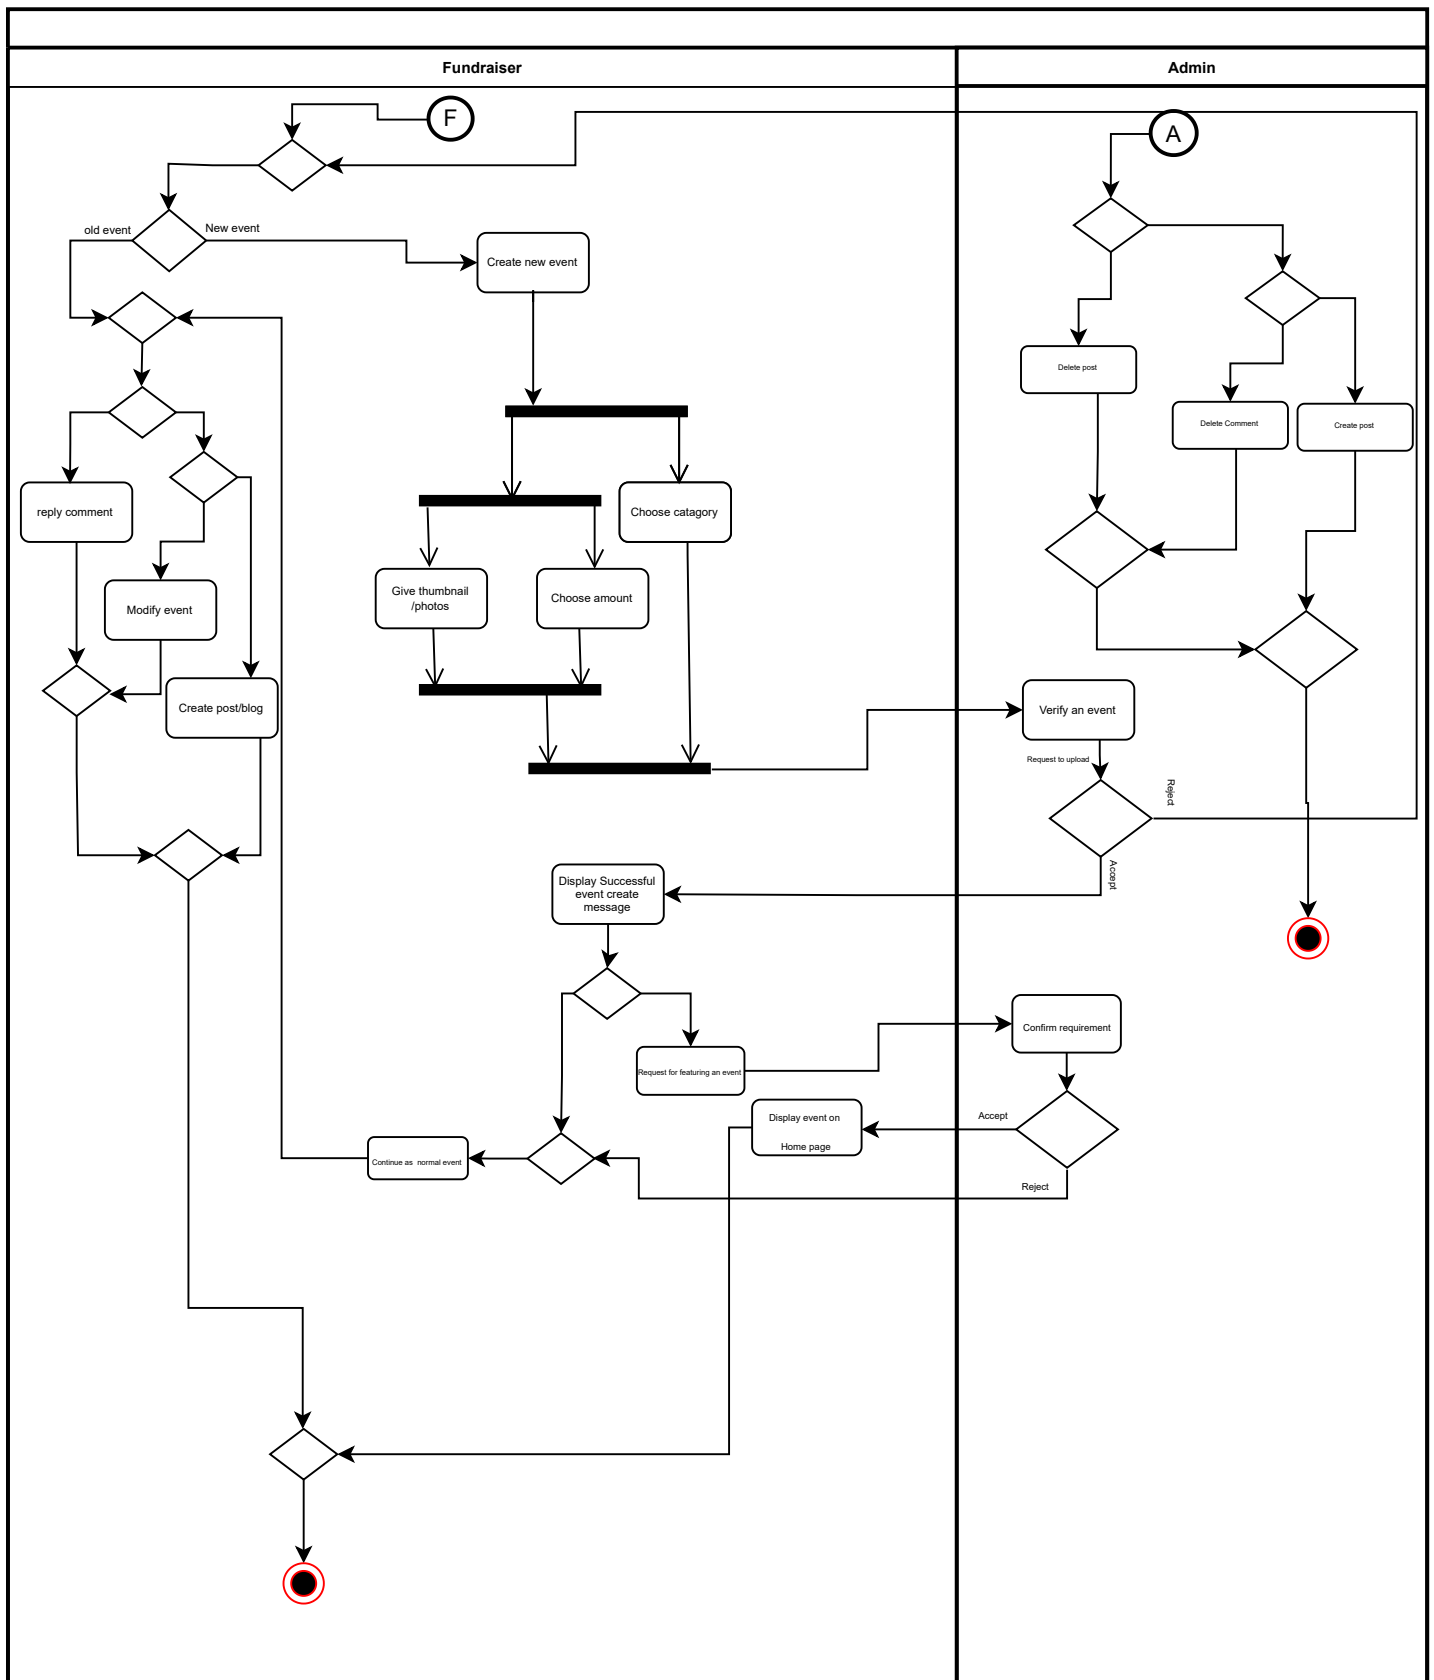 Fundraiser
Admin
F
A
old event
New event
Create new event
Delete post
Delete Comment
Create post
reply comment
Choose catagory
Give thumbnail
/photos
Choose amount
Modify event
Create post/blog
Verify an event
Request to upload
Reject
Accept
Display Successful
event create
message
Confirm requirement
Request for featuring an event
Accept
Display event on
Home page
Continue as normal event
Reject